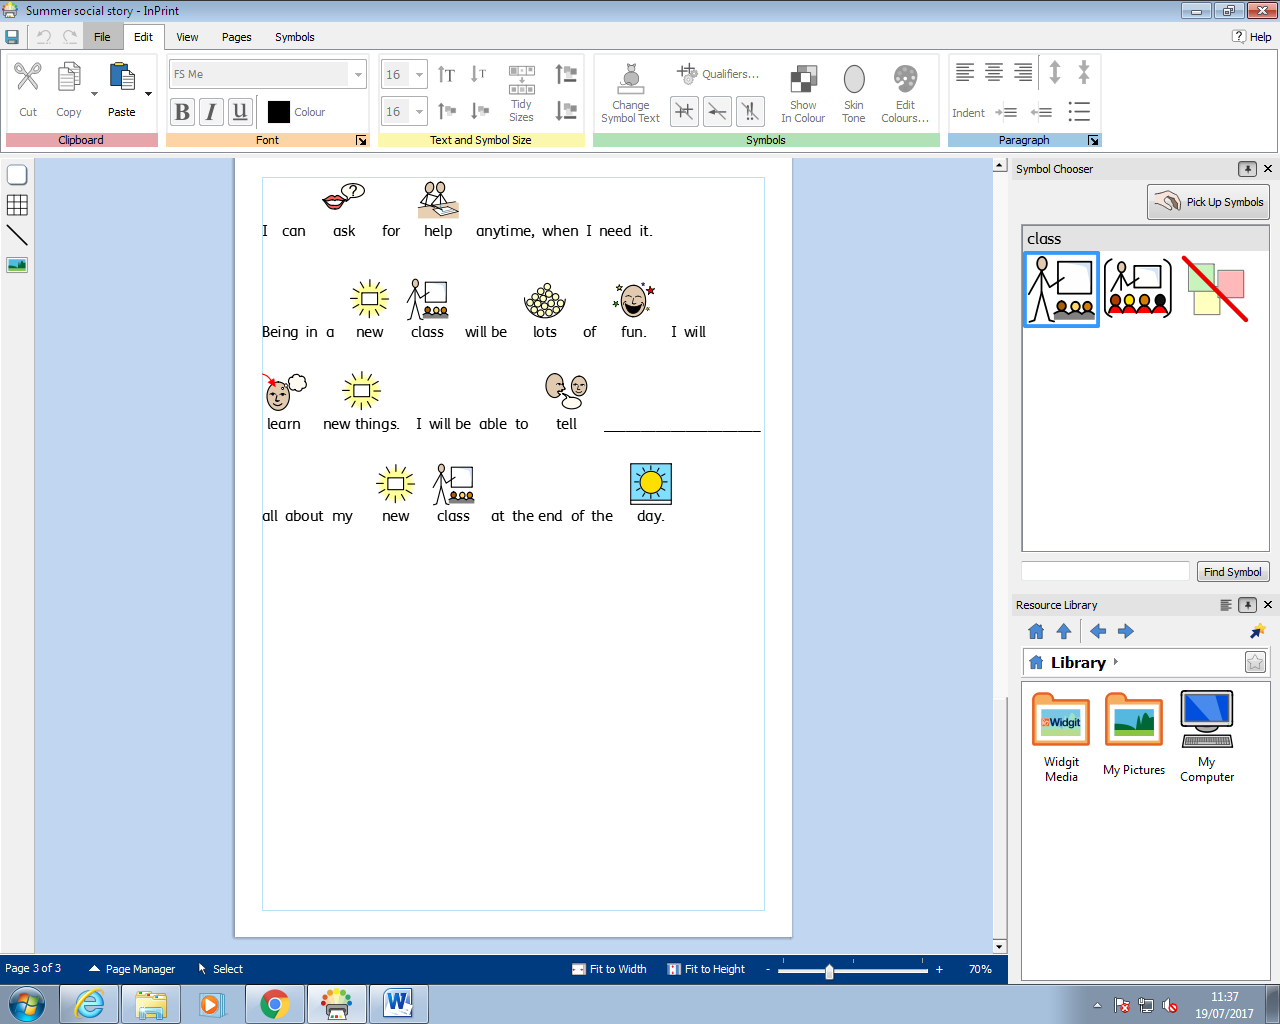 Summer social story - InPrint
File Edit View Pages Symbols Help
FS Me 16 Qualifiers...
Cut Copy Paste B I U Colour 16 Tidy Sizes Change Symbol Text Show In Colour Skin Tone Edit Colours... Indent
Clipboard Font Text and Symbol Size Symbols Paragraph
I can ask for help anytime, when I need it.
Being in a new class will be lots of fun. I will
learn new things. I will be able to tell ____________________
all about my new class at the end of the day.
Symbol Chooser
Pick Up Symbols
class
Find Symbol
Resource Library
Library
Widgit
Widgit Media
My Pictures
My Computer
Page 3 of 3 Page Manager Select Fit to Width Fit to Height - + 70%
11:37
19/07/2017